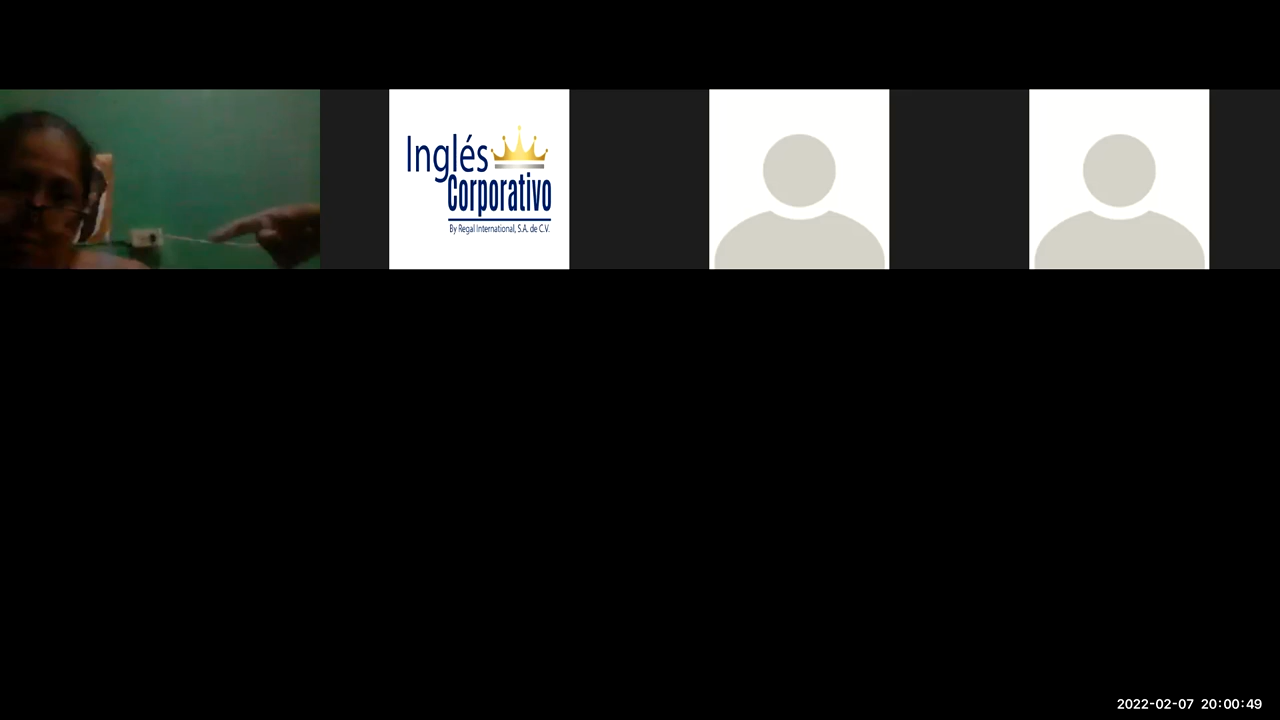 Inglés
Corporativo
By Regal International, S.A. de C.V.
2022-02-07 20:00:49